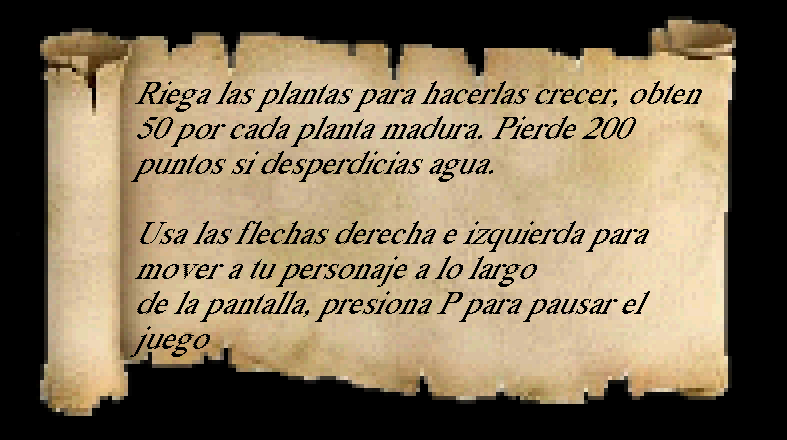 Riega las plantas para hacerlas crecer, obten
50 por cada planta madura. Pierde 200
puntos si desperdicias agua.
Usa las flechas derecha e izquierda para
mover a tu personaje a lo largo
de la pantalla, presiona P para pausar el
juego